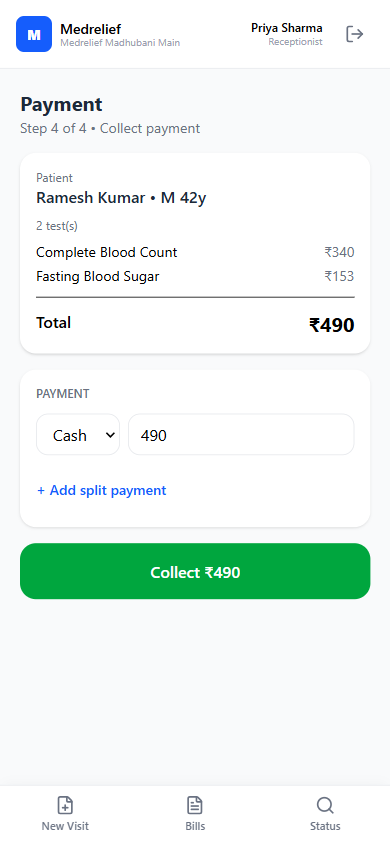 M
Medrelief
Medrelief Madhubani Main
Priya Sharma
Receptionist
Payment
Step 4 of 4 • Collect payment
Patient
Ramesh Kumar • M 42y
2 test(s)
Complete Blood Count ₹340
Fasting Blood Sugar ₹153
Total ₹490
PAYMENT
Cash 490
+ Add split payment
Collect ₹490
New Visit Bills Status